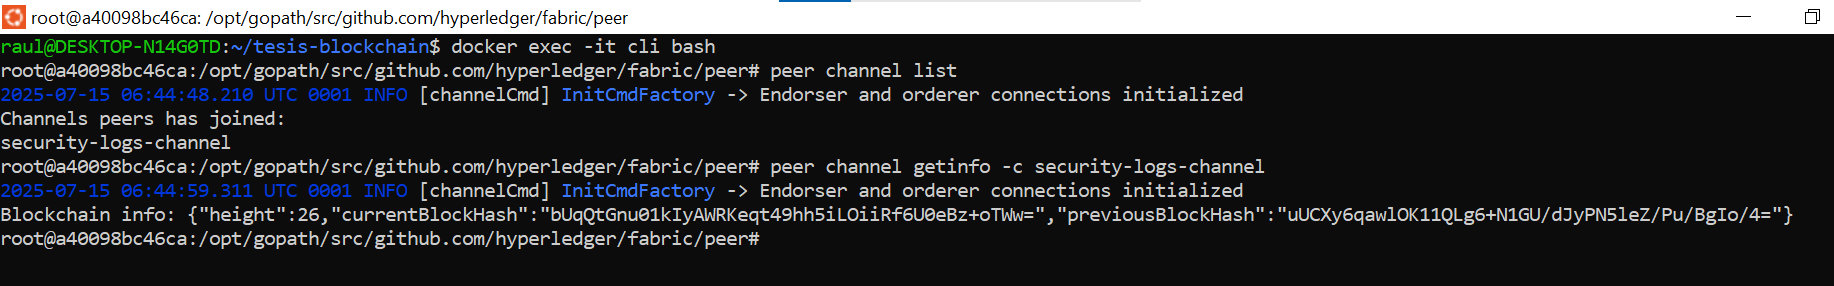 root@a40098bc46ca: /opt/gopath/src/github.com/hyperledger/fabric/peer
raul@DESKTOP-N14G0TD:~/tesis-blockchain$ docker exec -it cli bash
root@a40098bc46ca:/opt/gopath/src/github.com/hyperledger/fabric/peer# peer channel list
2025-07-15 06:44:48.210 UTC 0001 INFO [channelCmd] InitCmdFactory -> Endorser and orderer connections initialized
Channels peers has joined:
security-logs-channel
root@a40098bc46ca:/opt/gopath/src/github.com/hyperledger/fabric/peer# peer channel getinfo -c security-logs-channel
2025-07-15 06:44:59.311 UTC 0001 INFO [channelCmd] InitCmdFactory -> Endorser and orderer connections initialized
Blockchain info: {"height":26,"currentBlockHash":"bUqQtGnu01kIyAWRKeqt49hh5iLOiiRf6U0eBz+oTWw=","previousBlockHash":"uUCXy6qawlOK11QLg6+N1GU/dJyPN5leZ/Pu/BgIo/4="}
root@a40098bc46ca:/opt/gopath/src/github.com/hyperledger/fabric/peer#